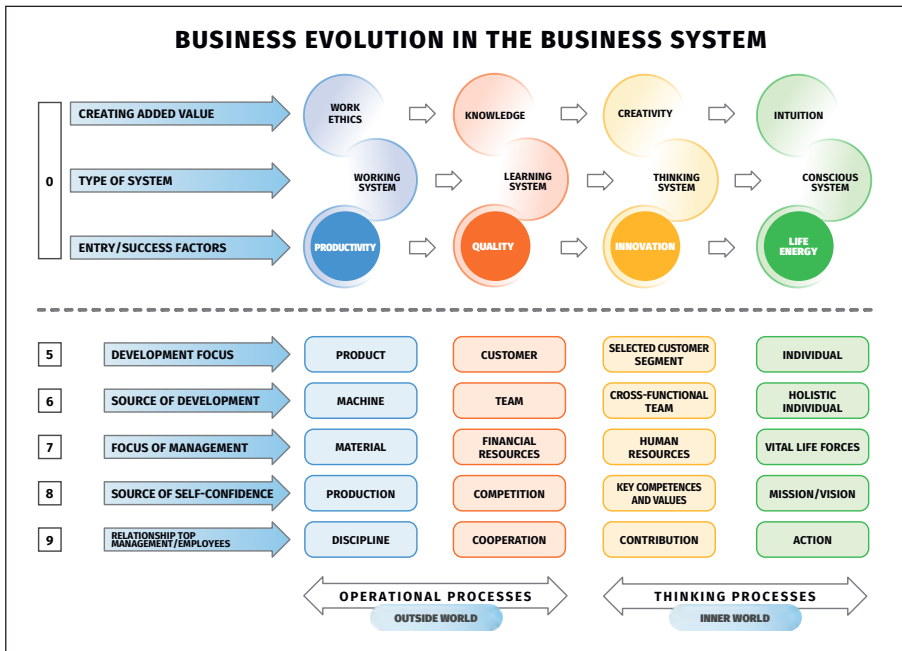 BUSINESS EVOLUTION IN THE BUSINESS SYSTEM
0
CREATING ADDED VALUE
WORK
ETHICS
KNOWLEDGE
CREATIVITY
INTUITION
TYPE OF SYSTEM
WORKING
SYSTEM
LEARNING
SYSTEM
THINKING
SYSTEM
CONSCIOUS
SYSTEM
ENTRY/SUCCESS FACTORS
PRODUCTIVITY
QUALITY
INNOVATION
LIFE
ENERGY
5
DEVELOPMENT FOCUS
PRODUCT
CUSTOMER
SELECTED CUSTOMER
SEGMENT
INDIVIDUAL
6
SOURCE OF DEVELOPMENT
MACHINE
TEAM
CROSS-FUNCTIONAL
TEAM
HOLISTIC
INDIVIDUAL
7
FOCUS OF MANAGEMENT
MATERIAL
FINANCIAL
RESOURCES
HUMAN
RESOURCES
VITAL LIFE FORCES
8
SOURCE OF SELF-CONFIDENCE
PRODUCTION
COMPETITION
KEY COMPETENCES
AND VALUES
MISSION/VISION
9
RELATIONSHIP TOP
MANAGEMENT/EMPLOYEES
DISCIPLINE
COOPERATION
CONTRIBUTION
ACTION
OPERATIONAL PROCESSES
OUTSIDE WORLD
THINKING PROCESSES
INNER WORLD